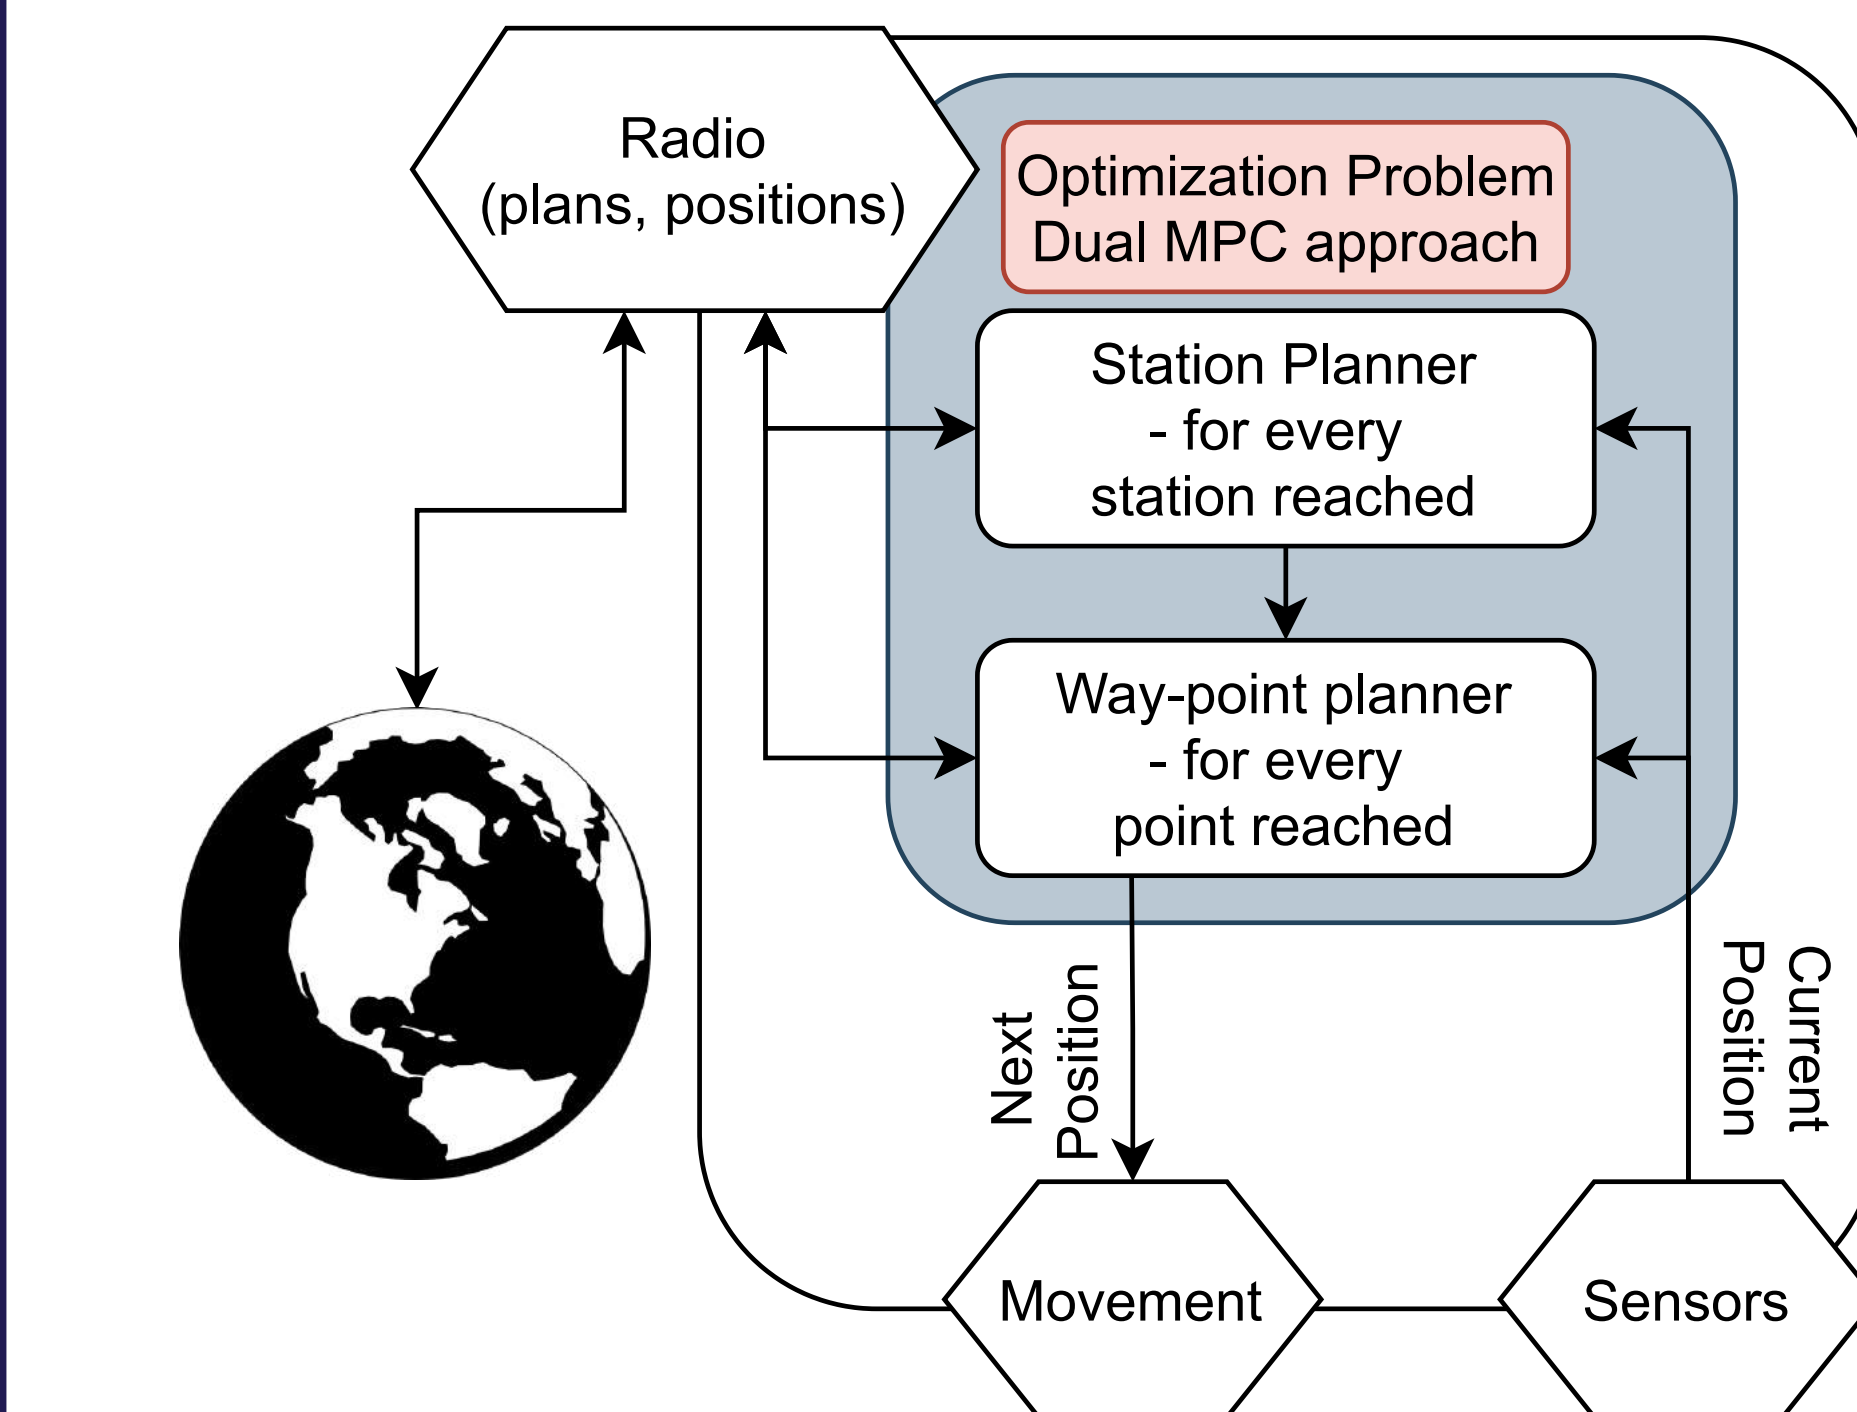 Radio
(plans, positions)
Optimization Problem
Dual MPC approach
Station Planner
- for every
station reached
Way-point planner
- for every
point reached
Next
Position
Current
Position
Movement
Sensors